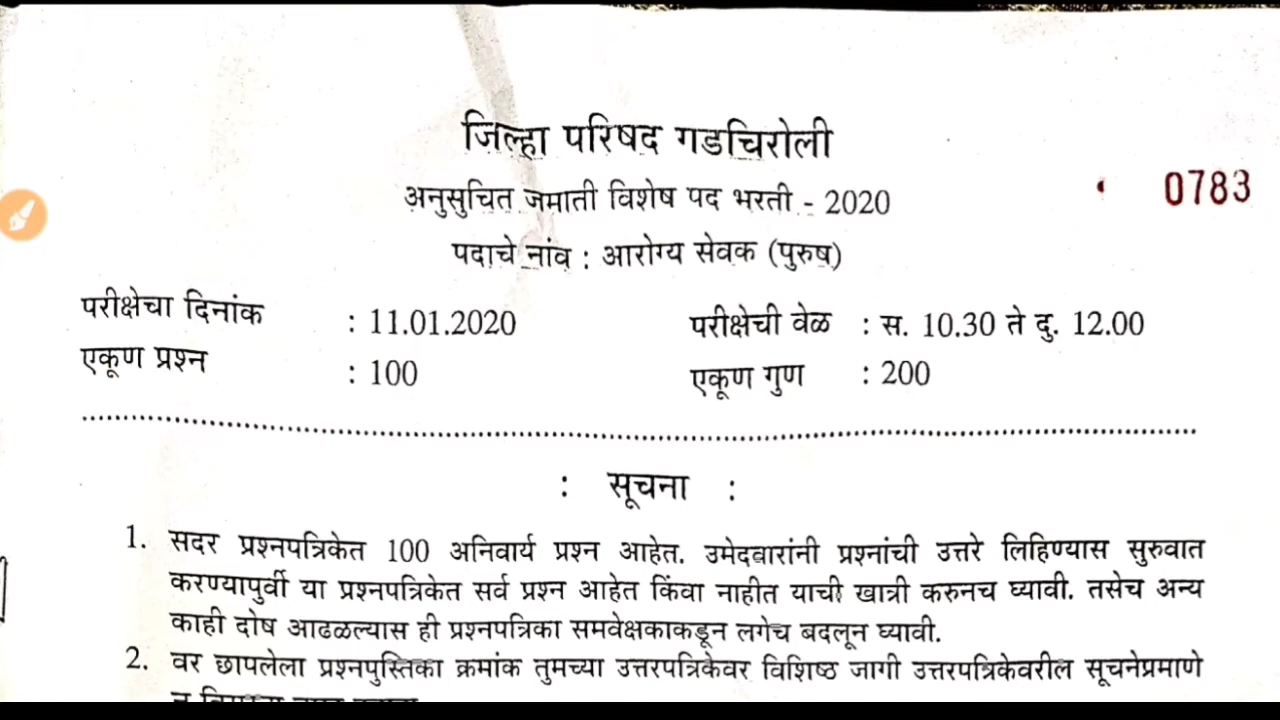 जिल्हा परिषद गडचिरोली
0783
अनुसुचित जमाती विशेष पद भरती - 2020
पदाचे नांव : आरोग्य सेवक (पुरुष)
परीक्षेचा दिनांक : 11.01.2020 परीक्षेची वेळ : स. 10.30 ते दु. 12.00
एकूण प्रश्न : 100 एकूण गुण : 200
: सूचना :
1. सदर प्रश्नपत्रिकेत 100 अनिवार्य प्रश्न आहेत. उमेदवारांनी प्रश्नांची उत्तरे लिहिण्यास सुरुवात
करण्यापुर्वी या प्रश्नपत्रिकेत सर्व प्रश्न आहेत किंवा नाहीत याची खात्री करुनच घ्यावी. तसेच अन्य
काही दोष आढळल्यास ही प्रश्नपत्रिका समवेक्षकाकडून लगेच बदलून घ्यावी.
2. वर छापलेला प्रश्नपुस्तिका क्रमांक तुमच्या उत्तरपत्रिकेवर विशिष्ठ जागी उत्तरपत्रिकेवरील सूचनेप्रमाणे